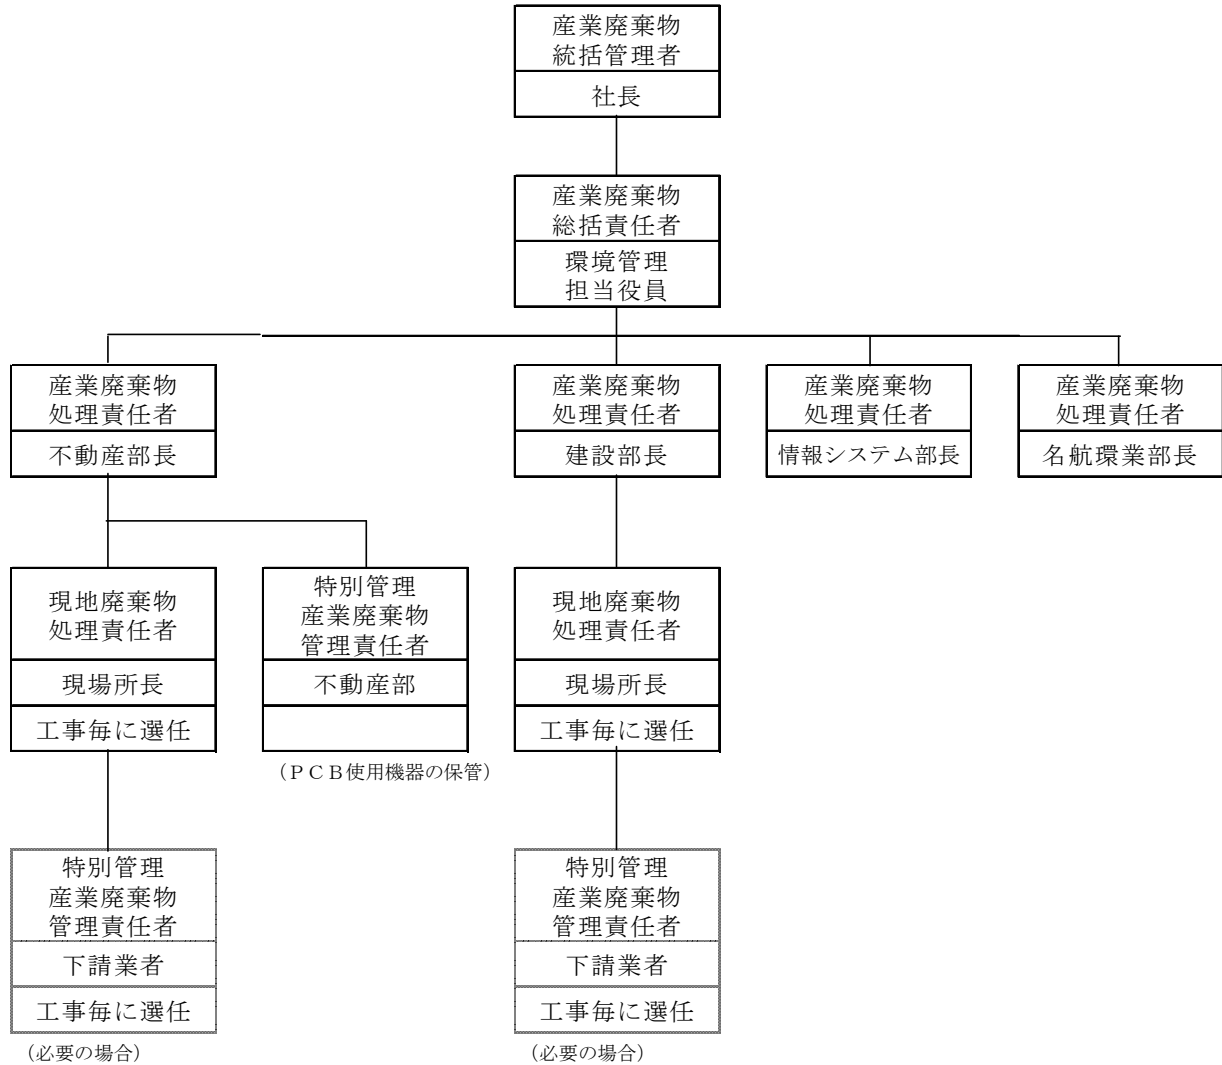 産業廃棄物
統括管理者
社長
産業廃棄物
総括責任者
環境管理
担当役員
産業廃棄物
処理責任者
不動産部長
産業廃棄物
処理責任者
建設部長
産業廃棄物
処理責任者
情報システム部長
産業廃棄物
処理責任者
名航環業部長
現地廃棄物
処理責任者
現場所長
工事毎に選任
特別管理
産業廃棄物
管理責任者
不動産部
（ＰＣＢ使用機器の保管）
現地廃棄物
処理責任者
現場所長
工事毎に選任
特別管理
産業廃棄物
管理責任者
下請業者
工事毎に選任
（必要の場合）
特別管理
産業廃棄物
管理責任者
下請業者
工事毎に選任
（必要の場合）